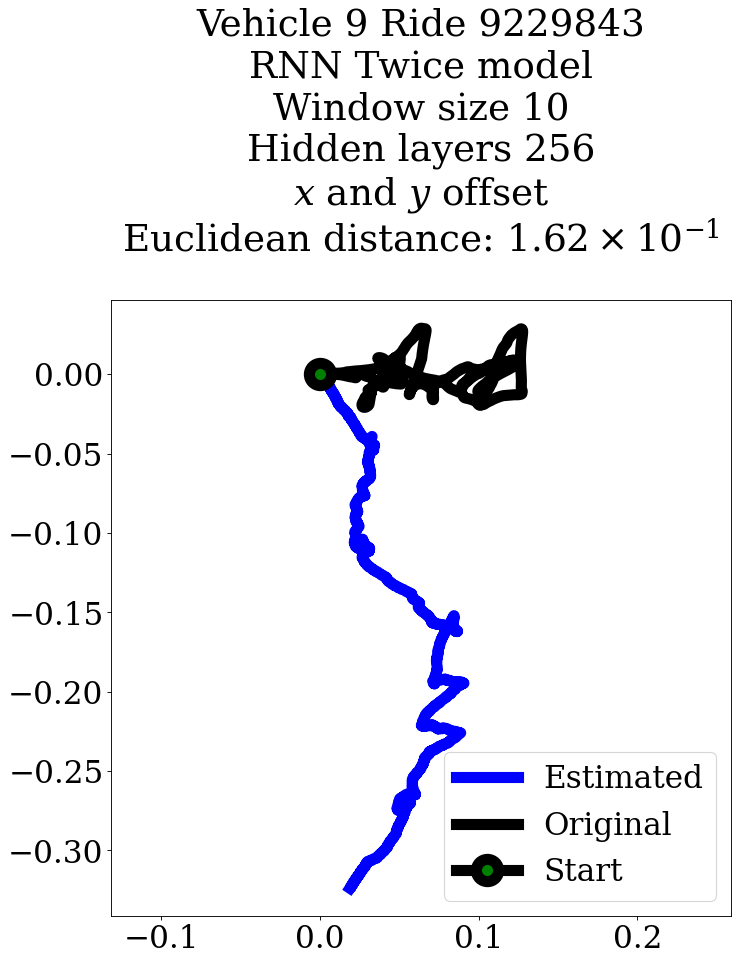 Vehicle 9 Ride 9229843
RNN Twice model
Window size 10
Hidden layers 256
x and y offset
Euclidean distance: 1.62 × 10⁻¹
0.00
−0.05
−0.10
−0.15
−0.20
−0.25
−0.30
Estimated
Original
Start
−0.1 0.0 0.1 0.2